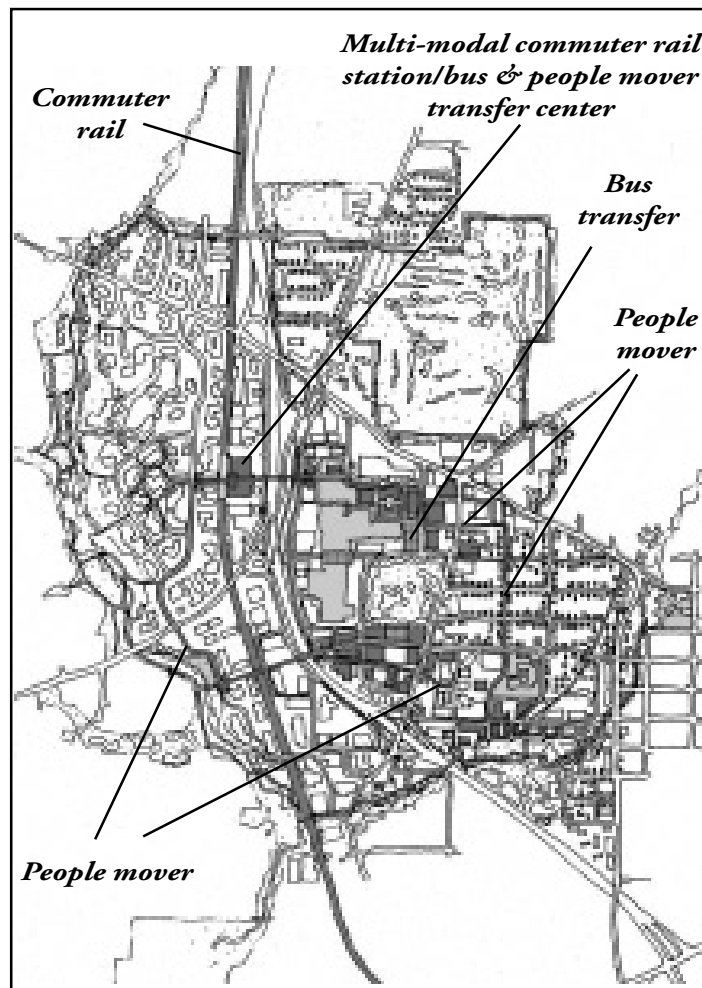 Multi-modal commuter rail
station/bus & people mover
transfer center
Commuter
rail
Bus
transfer
People
mover
People mover